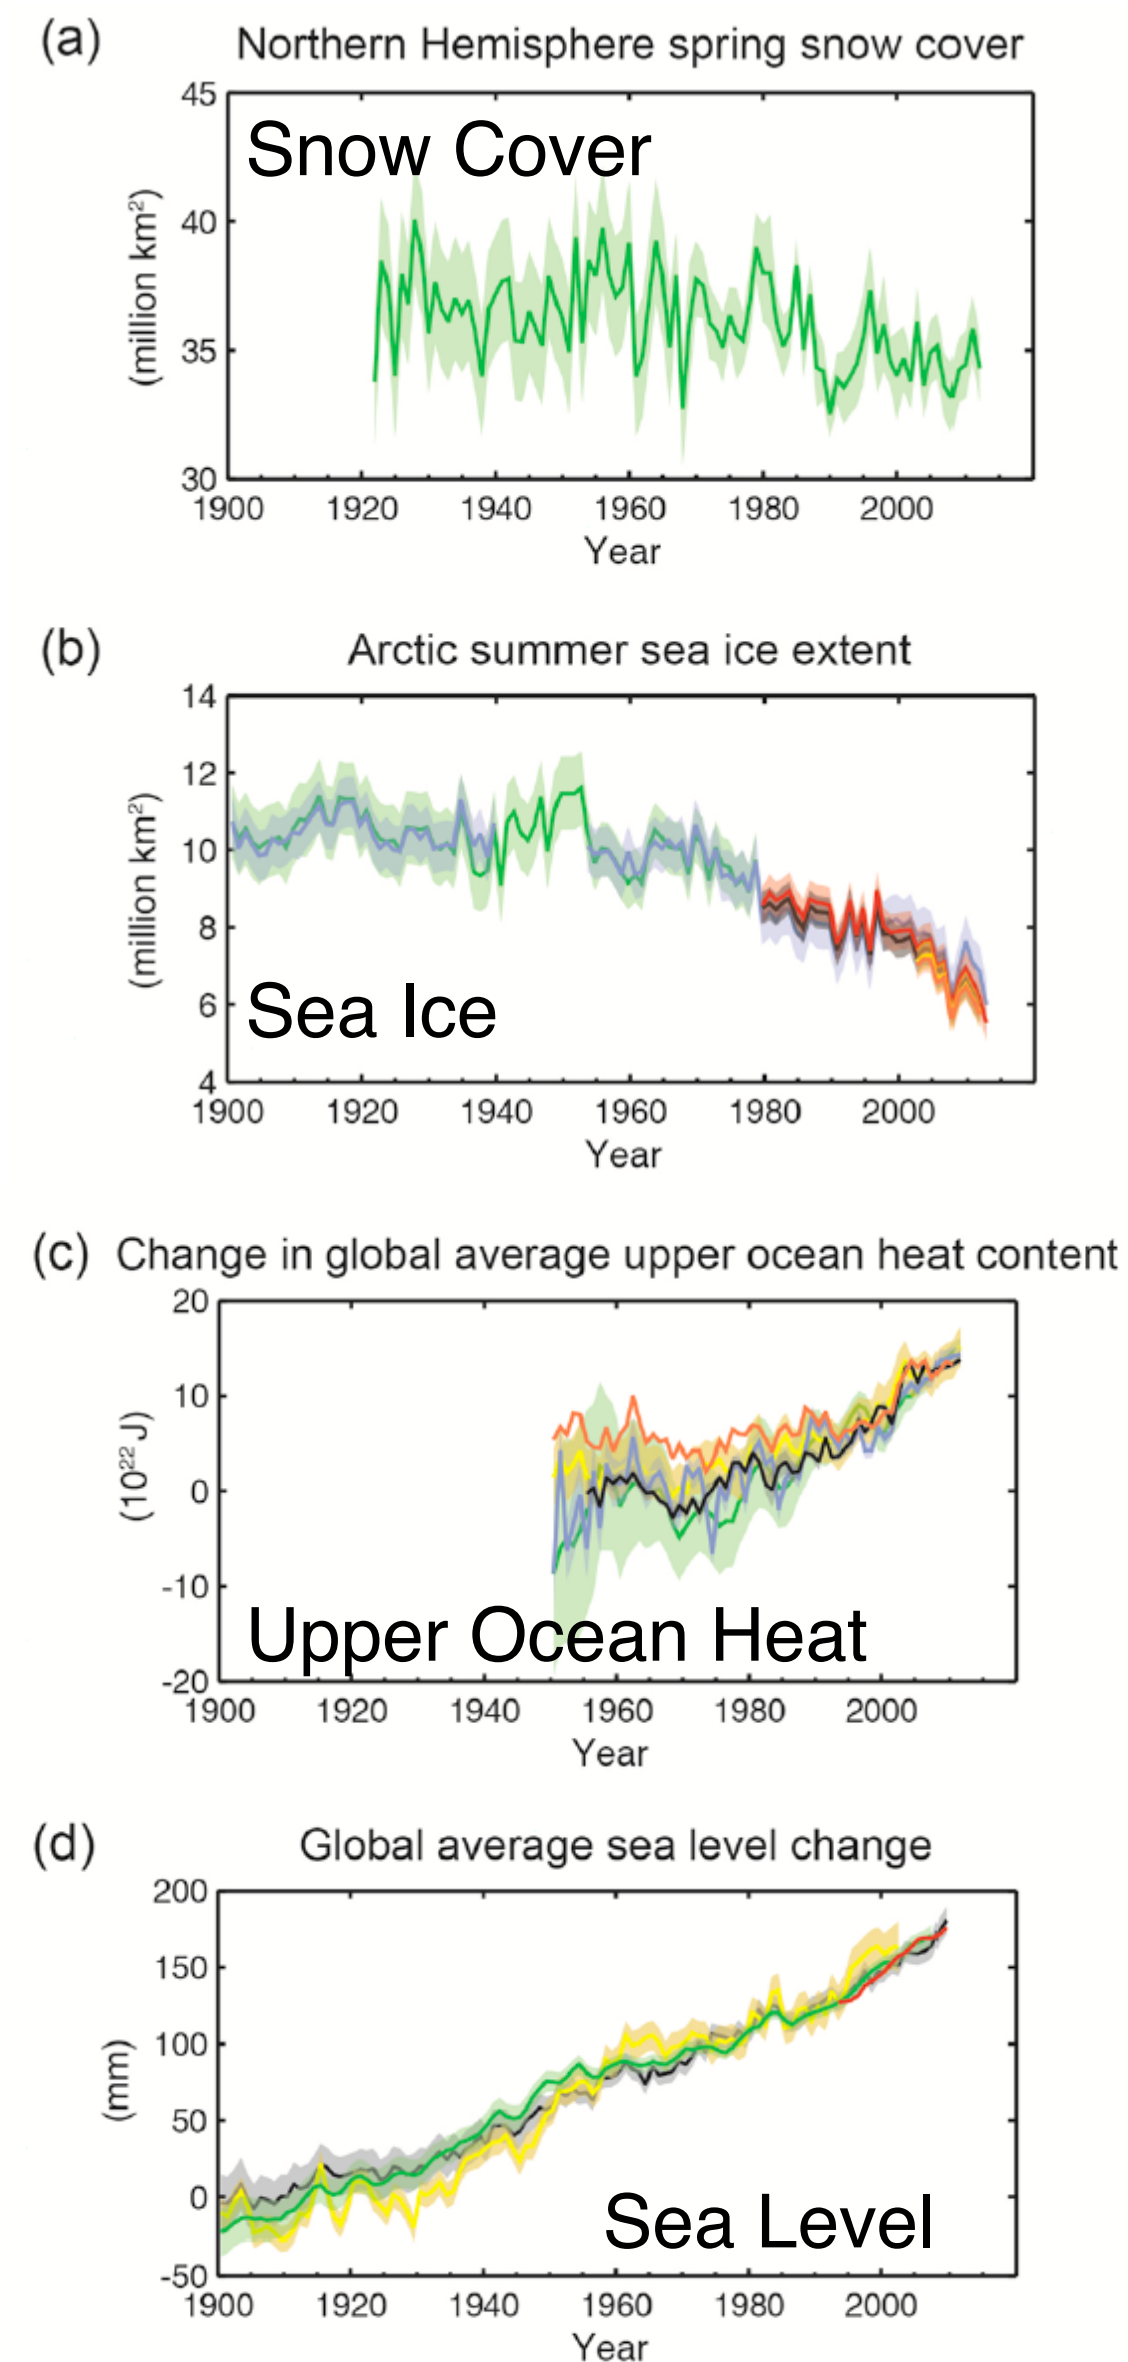 (a) Northern Hemisphere spring snow cover
45
Snow Cover
40
(million km²)
35
30
1900 1920 1940 1960 1980 2000
Year
(b) Arctic summer sea ice extent
14
12
10
(million km²)
8
6
Sea Ice
4
1900 1920 1940 1960 1980 2000
Year
(c) Change in global average upper ocean heat content
20
10
(10²² J)
0
-10
Upper Ocean Heat
-20
1900 1920 1940 1960 1980 2000
Year
(d) Global average sea level change
200
150
100
(mm)
50
0
Sea Level
-50
1900 1920 1940 1960 1980 2000
Year